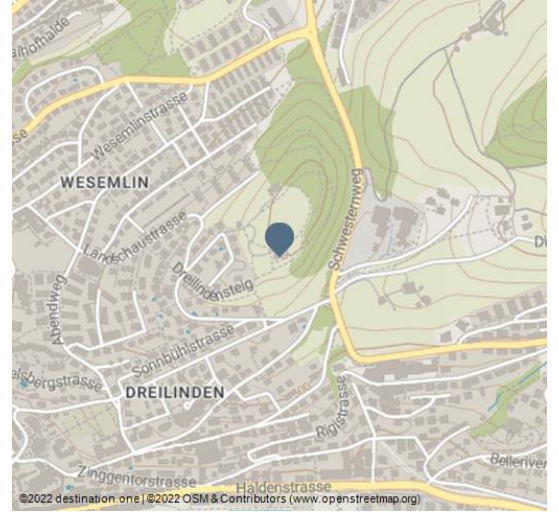 Wesemlinstrasse
WESEMLIN
Landschaustrasse
Schwesternweg
Dreilindensteig
Abendweg
Sonnbühlstrasse
DREILINDEN
Rigistrasse
Zinggentorstrasse
Haldenstrasse
©2022 destination.one | ©2022 OSM & Contributors (www.openstreetmap.org)